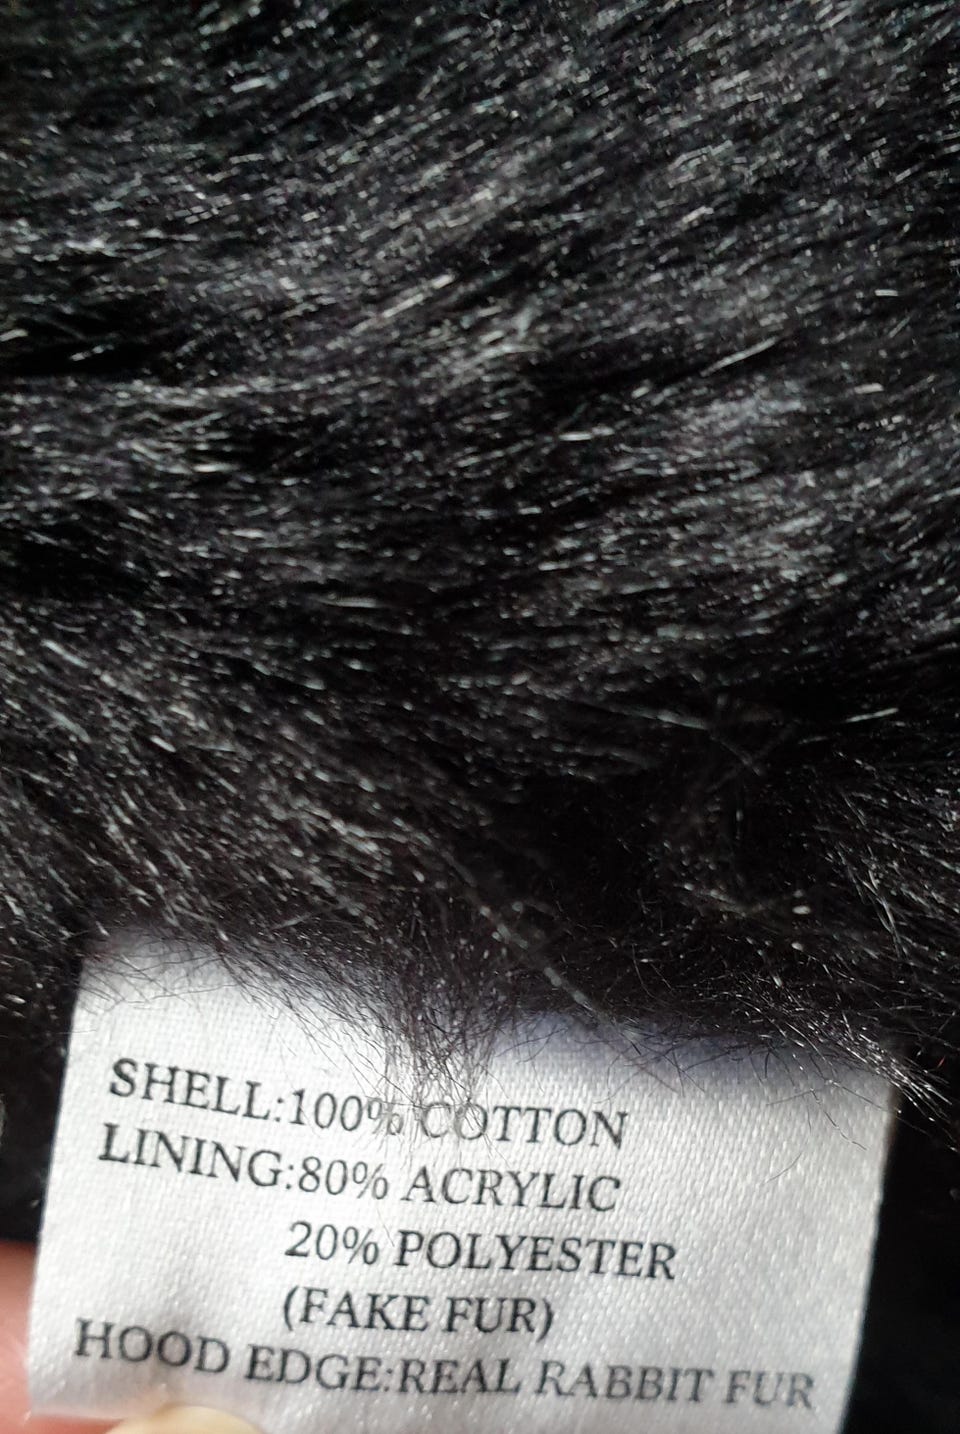 SHELL:100% COTTON
LINING:80% ACRYLIC
20% POLYESTER
(FAKE FUR)
HOOD EDGE:REAL RABBIT FUR